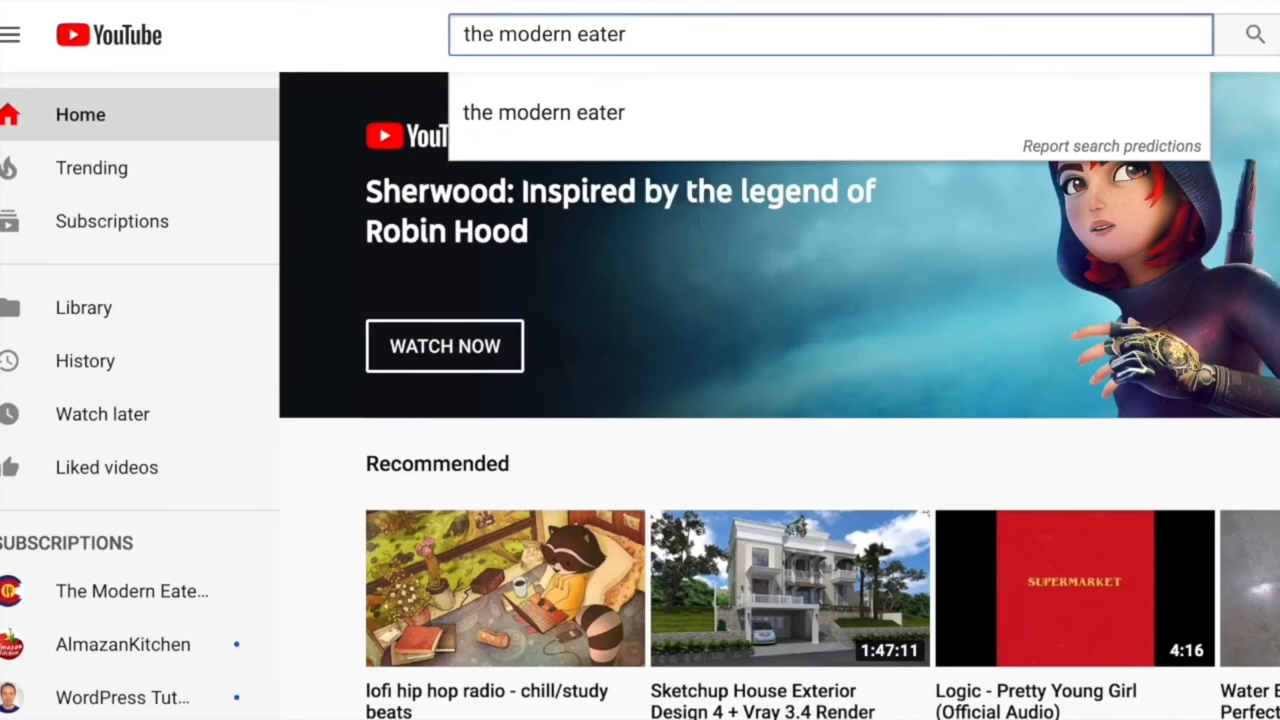 YouTube
the modern eater
the modern eater
Report search predictions
Home
Trending
Subscriptions
Library
History
Watch later
Liked videos
SUBSCRIPTIONS
The Modern Eate...
AlmazanKitchen
WordPress Tut...
YouT
Sherwood: Inspired by the legend of
Robin Hood
WATCH NOW
Recommended
1:47:11
SUPERMARKET
4:16
lofi hip hop radio - chill/study
beats
Sketchup House Exterior
Design 4 + Vray 3.4 Render
Logic - Pretty Young Girl
(Official Audio)
Water
Perfect